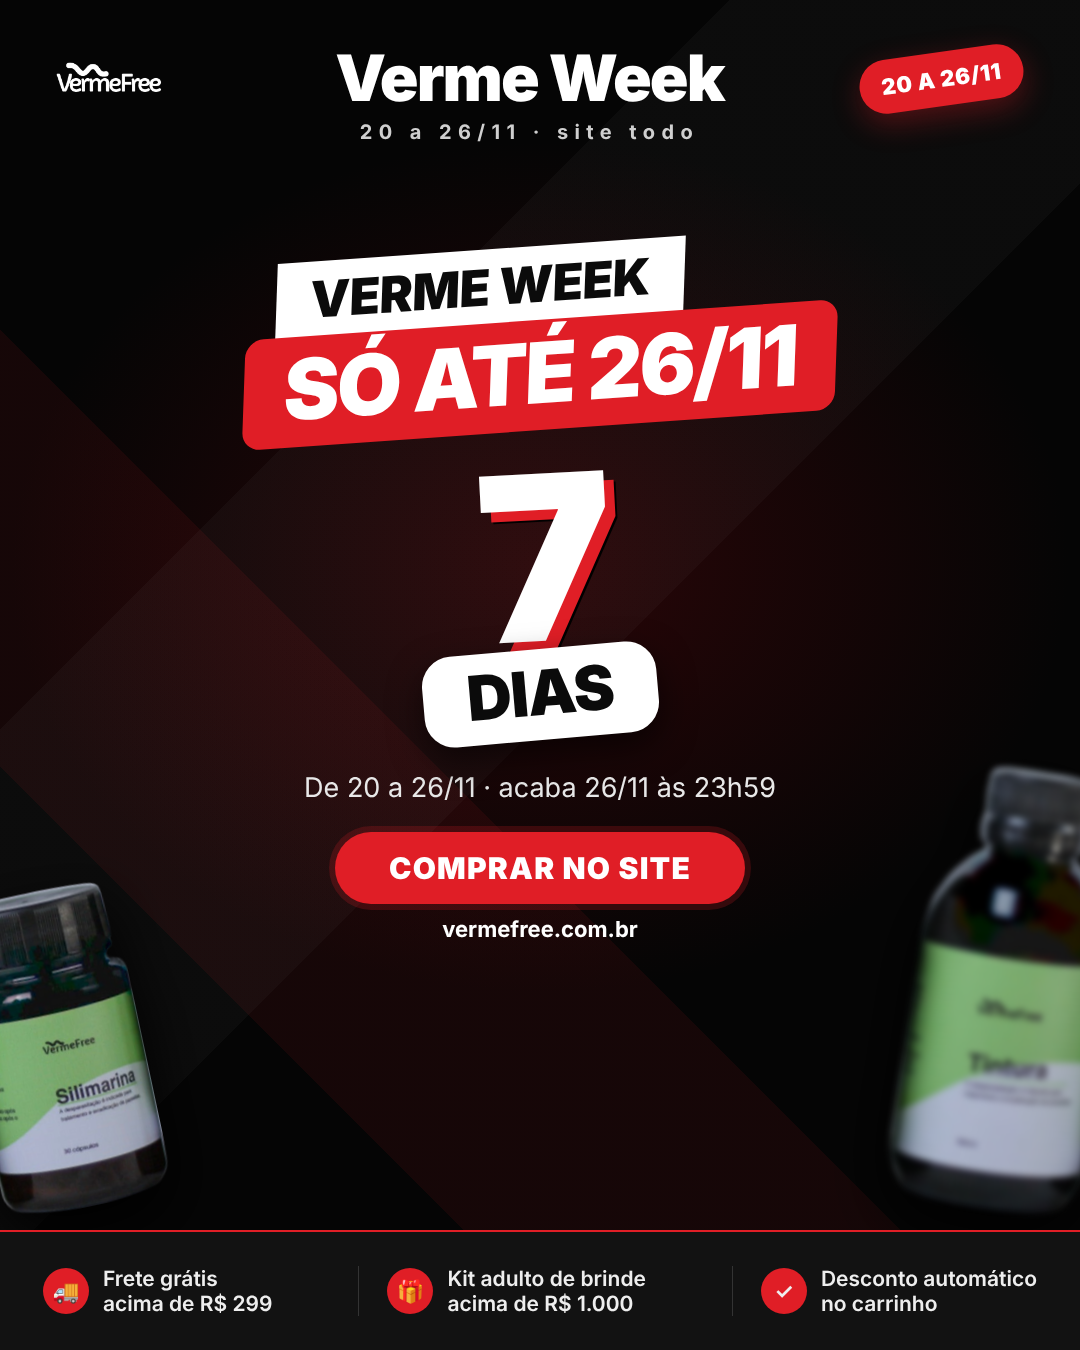 VermeFree
Verme Week
20 a 26/11 · site todo
20 A 26/11
VERME WEEK
SÓ ATÉ 26/11
7
DIAS
De 20 a 26/11 · acaba 26/11 às 23h59
COMPRAR NO SITE
vermefree.com.br
VermeFree
Silimarina
Tintura
Frete grátis
acima de R$ 299
Kit adulto de brinde
acima de R$ 1.000
Desconto automático
no carrinho